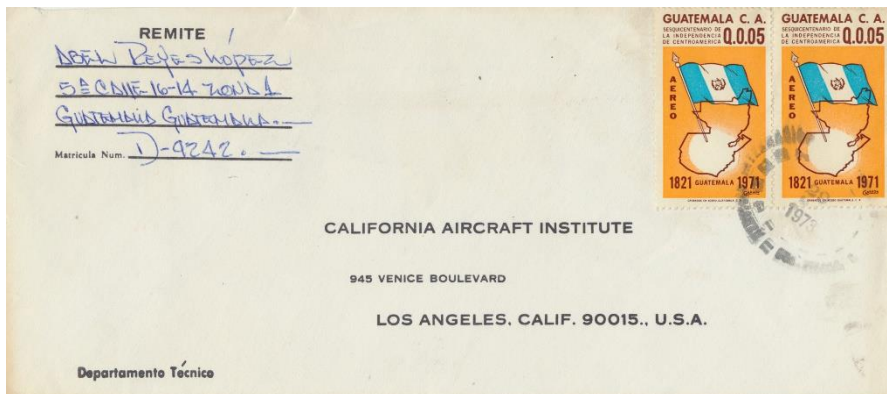 REMITE
ABEL REYES LOPEZ
5ª CALLE 16-14 ZONA 1
GUATEMALA GUATEMALA.—
Matricula Num. D-4242.—
GUATEMALA C. A.
SESQUICENTENARIO DE
LA INDEPENDENCIA
DE CENTROAMERICA
Q.0.05
AEREO
1821 GUATEMALA 1971
GUATEMALA C. A.
SESQUICENTENARIO DE
LA INDEPENDENCIA
DE CENTROAMERICA
Q.0.05
AEREO
1821 GUATEMALA 1971
1973
CALIFORNIA AIRCRAFT INSTITUTE
945 VENICE BOULEVARD
LOS ANGELES, CALIF. 90015., U.S.A.
Departamento Técnico